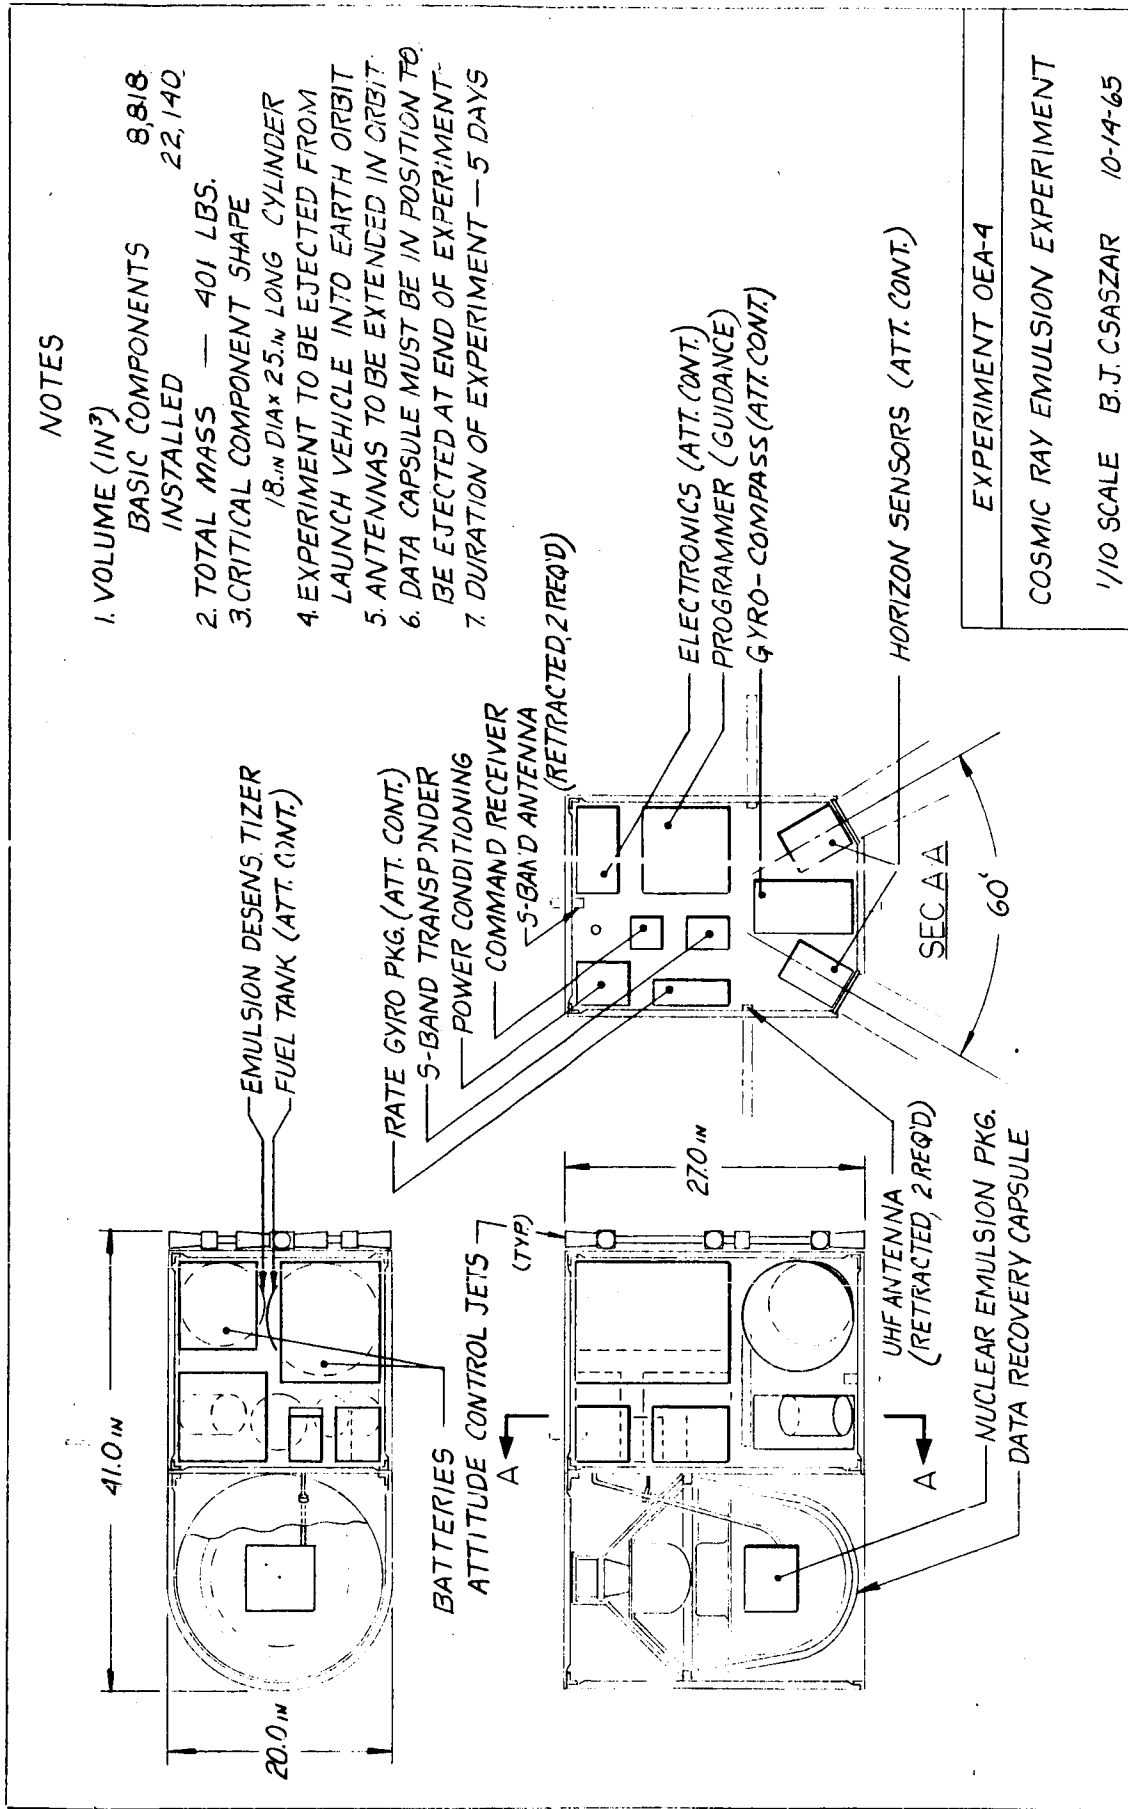 NOTES
1. VOLUME (IN³)
BASIC COMPONENTS 8,818
INSTALLED 22,140
2. TOTAL MASS — 401 LBS.
3. CRITICAL COMPONENT SHAPE
18.IN DIA x 25.IN LONG CYLINDER
4. EXPERIMENT TO BE EJECTED FROM
LAUNCH VEHICLE INTO EARTH ORBIT
5. ANTENNAS TO BE EXTENDED IN ORBIT
6. DATA CAPSULE MUST BE IN POSITION TO
BE EJECTED AT END OF EXPERIMENT
7. DURATION OF EXPERIMENT — 5 DAYS
41.0 IN
20.0 IN
EMULSION DESENSITIZER
FUEL TANK (ATT. CONT.)
BATTERIES
ATTITUDE CONTROL JETS
(TYP.)
RATE GYRO PKG. (ATT. CONT.)
S-BAND TRANSPONDER
POWER CONDITIONING
COMMAND RECEIVER
S-BAND ANTENNA
(RETRACTED, 2 REQ'D)
ELECTRONICS (ATT. CONT.)
PROGRAMMER (GUIDANCE)
GYRO-COMPASS (ATT. CONT.)
HORIZON SENSORS (ATT. CONT.)
A
A
27.0 IN
UHF ANTENNA
(RETRACTED, 2 REQ'D)
NUCLEAR EMULSION PKG.
DATA RECOVERY CAPSULE
SEC AA
60°
EXPERIMENT OEA-4
COSMIC RAY EMULSION EXPERIMENT
1/10 SCALE B.J. CSASZAR 10-14-65